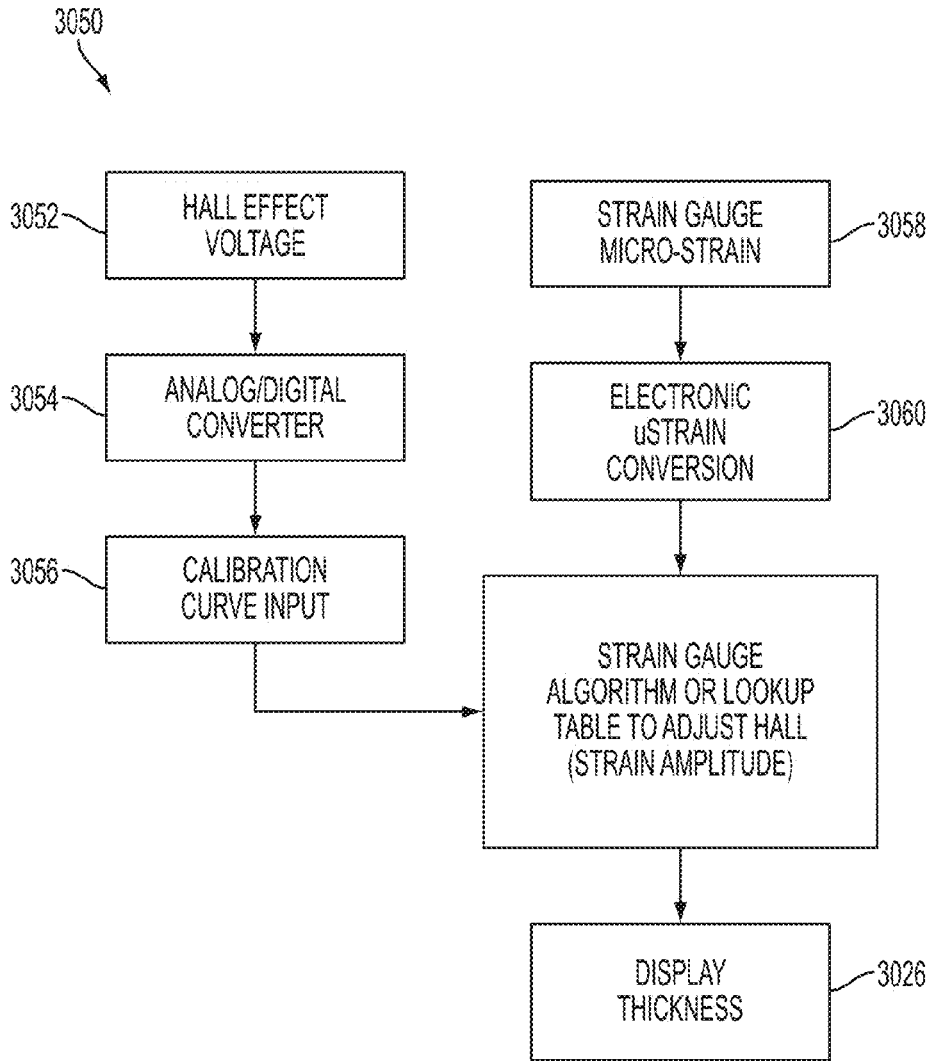 3050
3052
HALL EFFECT
VOLTAGE
STRAIN GAUGE
MICRO-STRAIN
3058
3054
ANALOG/DIGITAL
CONVERTER
ELECTRONIC
uSTRAIN
CONVERSION
3060
3056
CALIBRATION
CURVE INPUT
STRAIN GAUGE
ALGORITHM OR LOOKUP
TABLE TO ADJUST HALL
(STRAIN AMPLITUDE)
DISPLAY
THICKNESS
3026